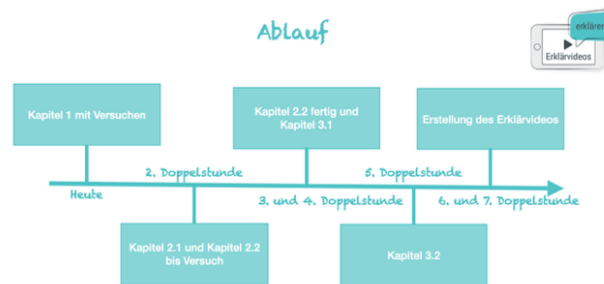 Ablauf
erklären
Erklärvideos
Kapitel 1 mit Versuchen
Kapitel 2.2 fertig und
Kapitel 3.1
Erstellung des Erklärvideos
2. Doppelstunde
5. Doppelstunde
Heute
3. und 4. Doppelstunde
6. und 7. Doppelstunde
Kapitel 2.1 und Kapitel 2.2
bis Versuch
Kapitel 3.2